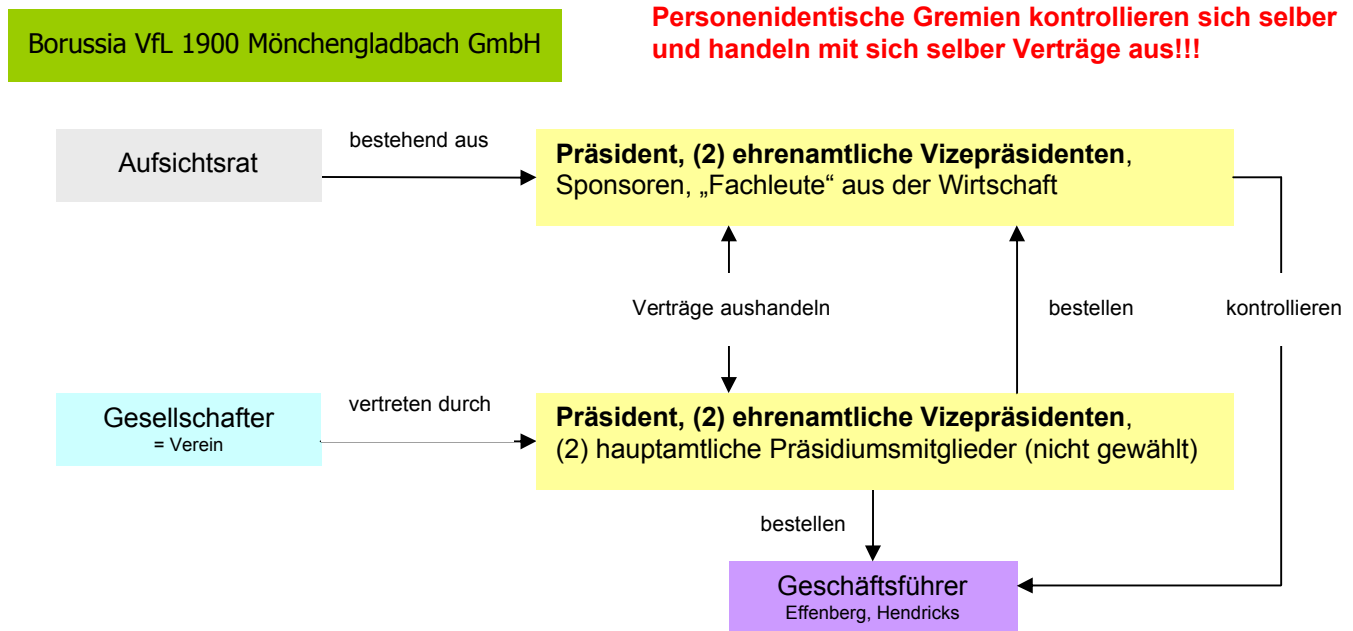 Borussia VfL 1900 Mönchengladbach GmbH
Personenidentische Gremien kontrollieren sich selber
und handeln mit sich selber Verträge aus!!!
Aufsichtsrat
bestehend aus
Präsident, (2) ehrenamtliche Vizepräsidenten,
Sponsoren, „Fachleute“ aus der Wirtschaft
Verträge aushandeln
bestellen
kontrollieren
Gesellschafter
= Verein
vertreten durch
Präsident, (2) ehrenamtliche Vizepräsidenten,
(2) hauptamtliche Präsidiumsmitglieder (nicht gewählt)
bestellen
Geschäftsführer
Effenberg, Hendricks